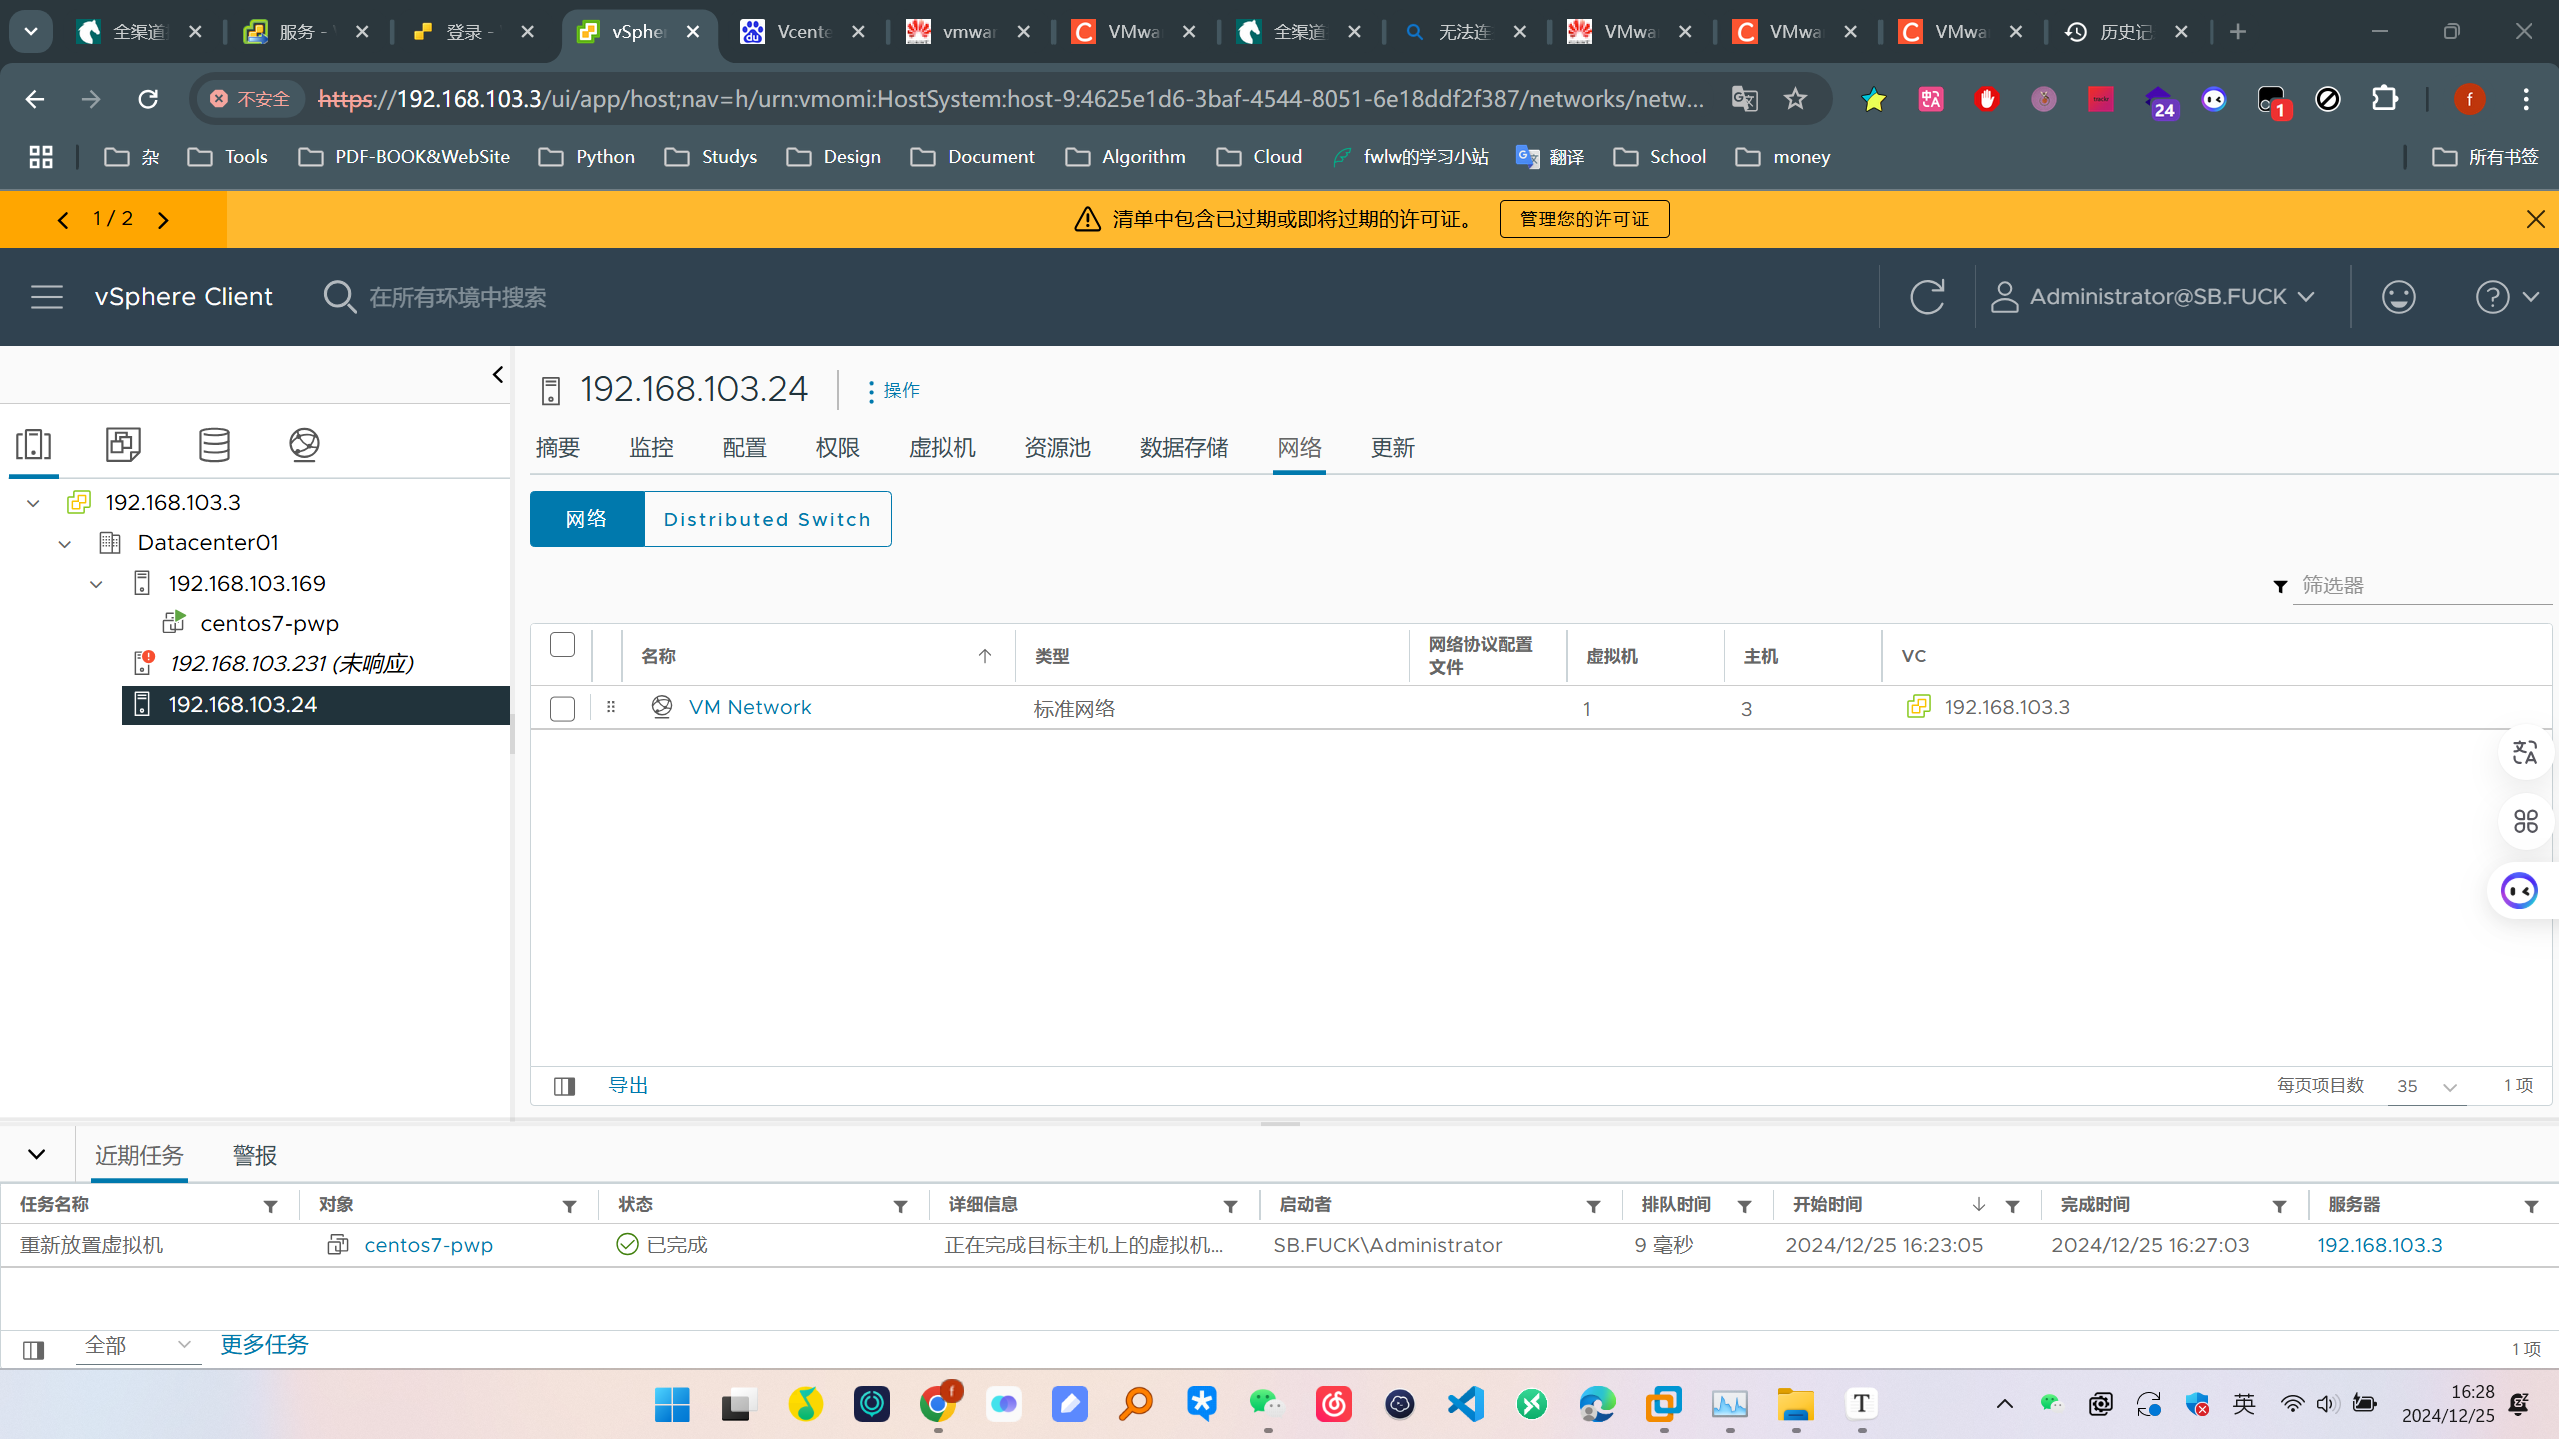 全渠道
服务 -
登录 -
vSpher
Vcente
vmwar
VMwa
全渠道
无法连
VMwa
VMwa
VMwa
历史记
不安全
https://192.168.103.3/ui/app/host;nav=h/urn:vmomi:HostSystem:host-9:4625e1d6-3baf-4544-8051-6e18ddf2f387/networks/netw...
24
1
f
杂
Tools
PDF-BOOK&WebSite
Python
Studys
Design
Document
Algorithm
Cloud
fwlw的学习小站
翻译
School
money
所有书签
1 / 2
清单中包含已过期或即将过期的许可证。
管理您的许可证
vSphere Client
在所有环境中搜索
Administrator@SB.FUCK
192.168.103.3
Datacenter01
192.168.103.169
centos7-pwp
192.168.103.231 (未响应)
192.168.103.24
192.168.103.24
操作
摘要 监控 配置 权限 虚拟机 资源池 数据存储 网络 更新
网络
Distributed Switch
筛选器
名称 类型 网络协议配置文件 虚拟机 主机 VC
VM Network 标准网络 1 3 192.168.103.3
导出
每页项目数 35 1 项
近期任务 警报
任务名称 对象 状态 详细信息 启动者 排队时间 开始时间 完成时间 服务器
重新放置虚拟机 centos7-pwp 已完成 正在完成目标主机上的虚拟机... SB.FUCK\Administrator 9 毫秒 2024/12/25 16:23:05 2024/12/25 16:27:03 192.168.103.3
全部 更多任务
1 项
英
16:28
2024/12/25